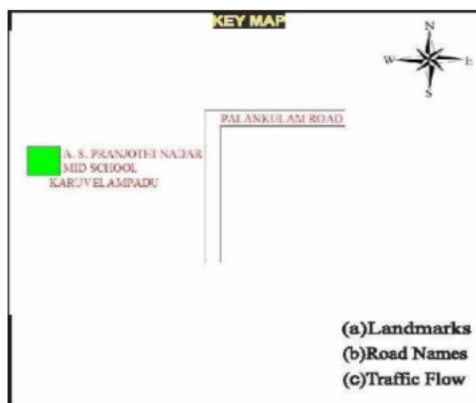 KEY MAP
N
W E
S
PALANKULAM ROAD
A. S. PRANJOTHI NADAR
MID SCHOOL
KARUVELAMPADU
(a)Landmarks
(b)Road Names
(c)Traffic Flow